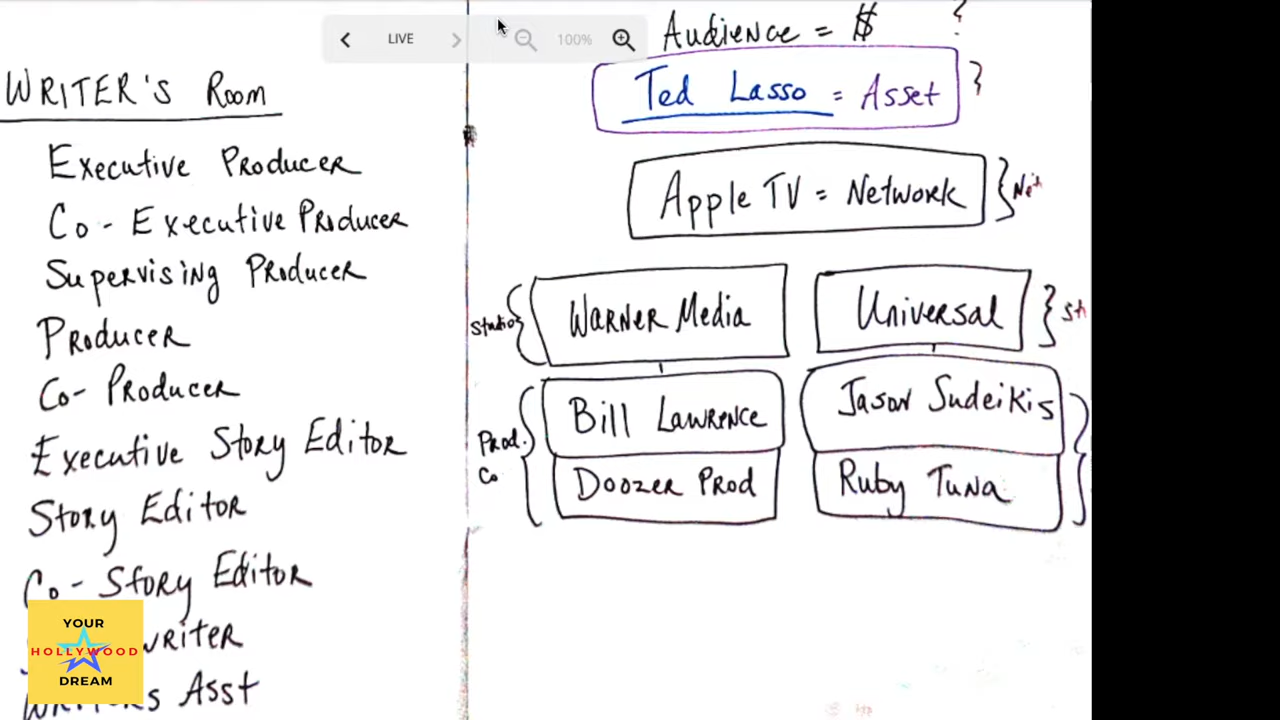 LIVE
100%
WRITER'S Room
Executive Producer
Co-Executive Producer
Supervising Producer
Producer
Co-Producer
Executive Story Editor
Story Editor
Co-Story Editor
writer
Asst
YOUR
HOLLYWOOD
DREAM
Audience = $ ?
Ted Lasso = Asset
Apple TV = Network
Warner Media
Universal
Studio
Bill Lawrence
Jason Sudeikis
Prod.
Co
Doozer Prod
Ruby Tuna